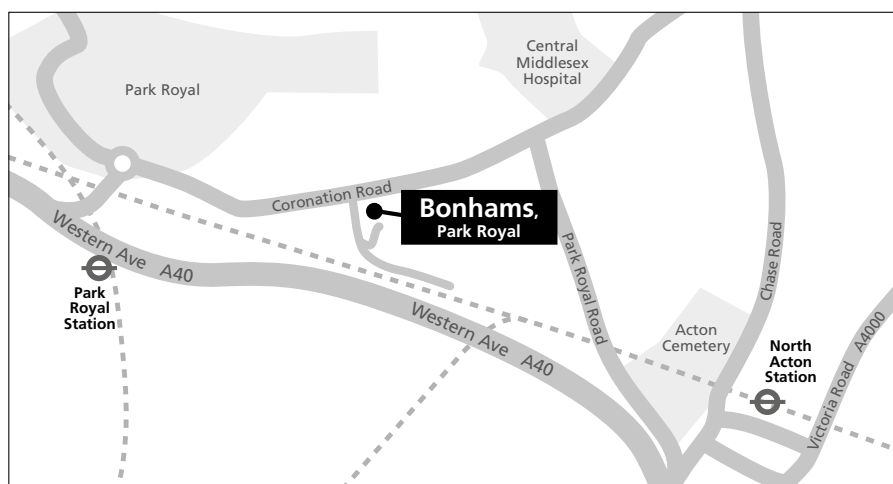 Central
Middlesex
Hospital
Park Royal
Coronation Road
Bonhams,
Park Royal
Western Ave A40
Park
Royal
Station
Park Royal Road
Chase Road
Western Ave A40
Acton
Cemetery
North
Acton
Station
Victoria Road A4000